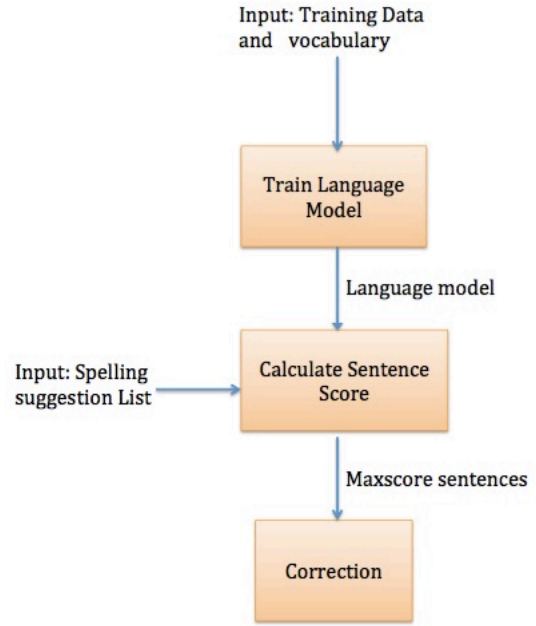 Input: Training Data
and vocabulary
Train Language
Model
Language model
Input: Spelling
suggestion List
Calculate Sentence
Score
Maxscore sentences
Correction